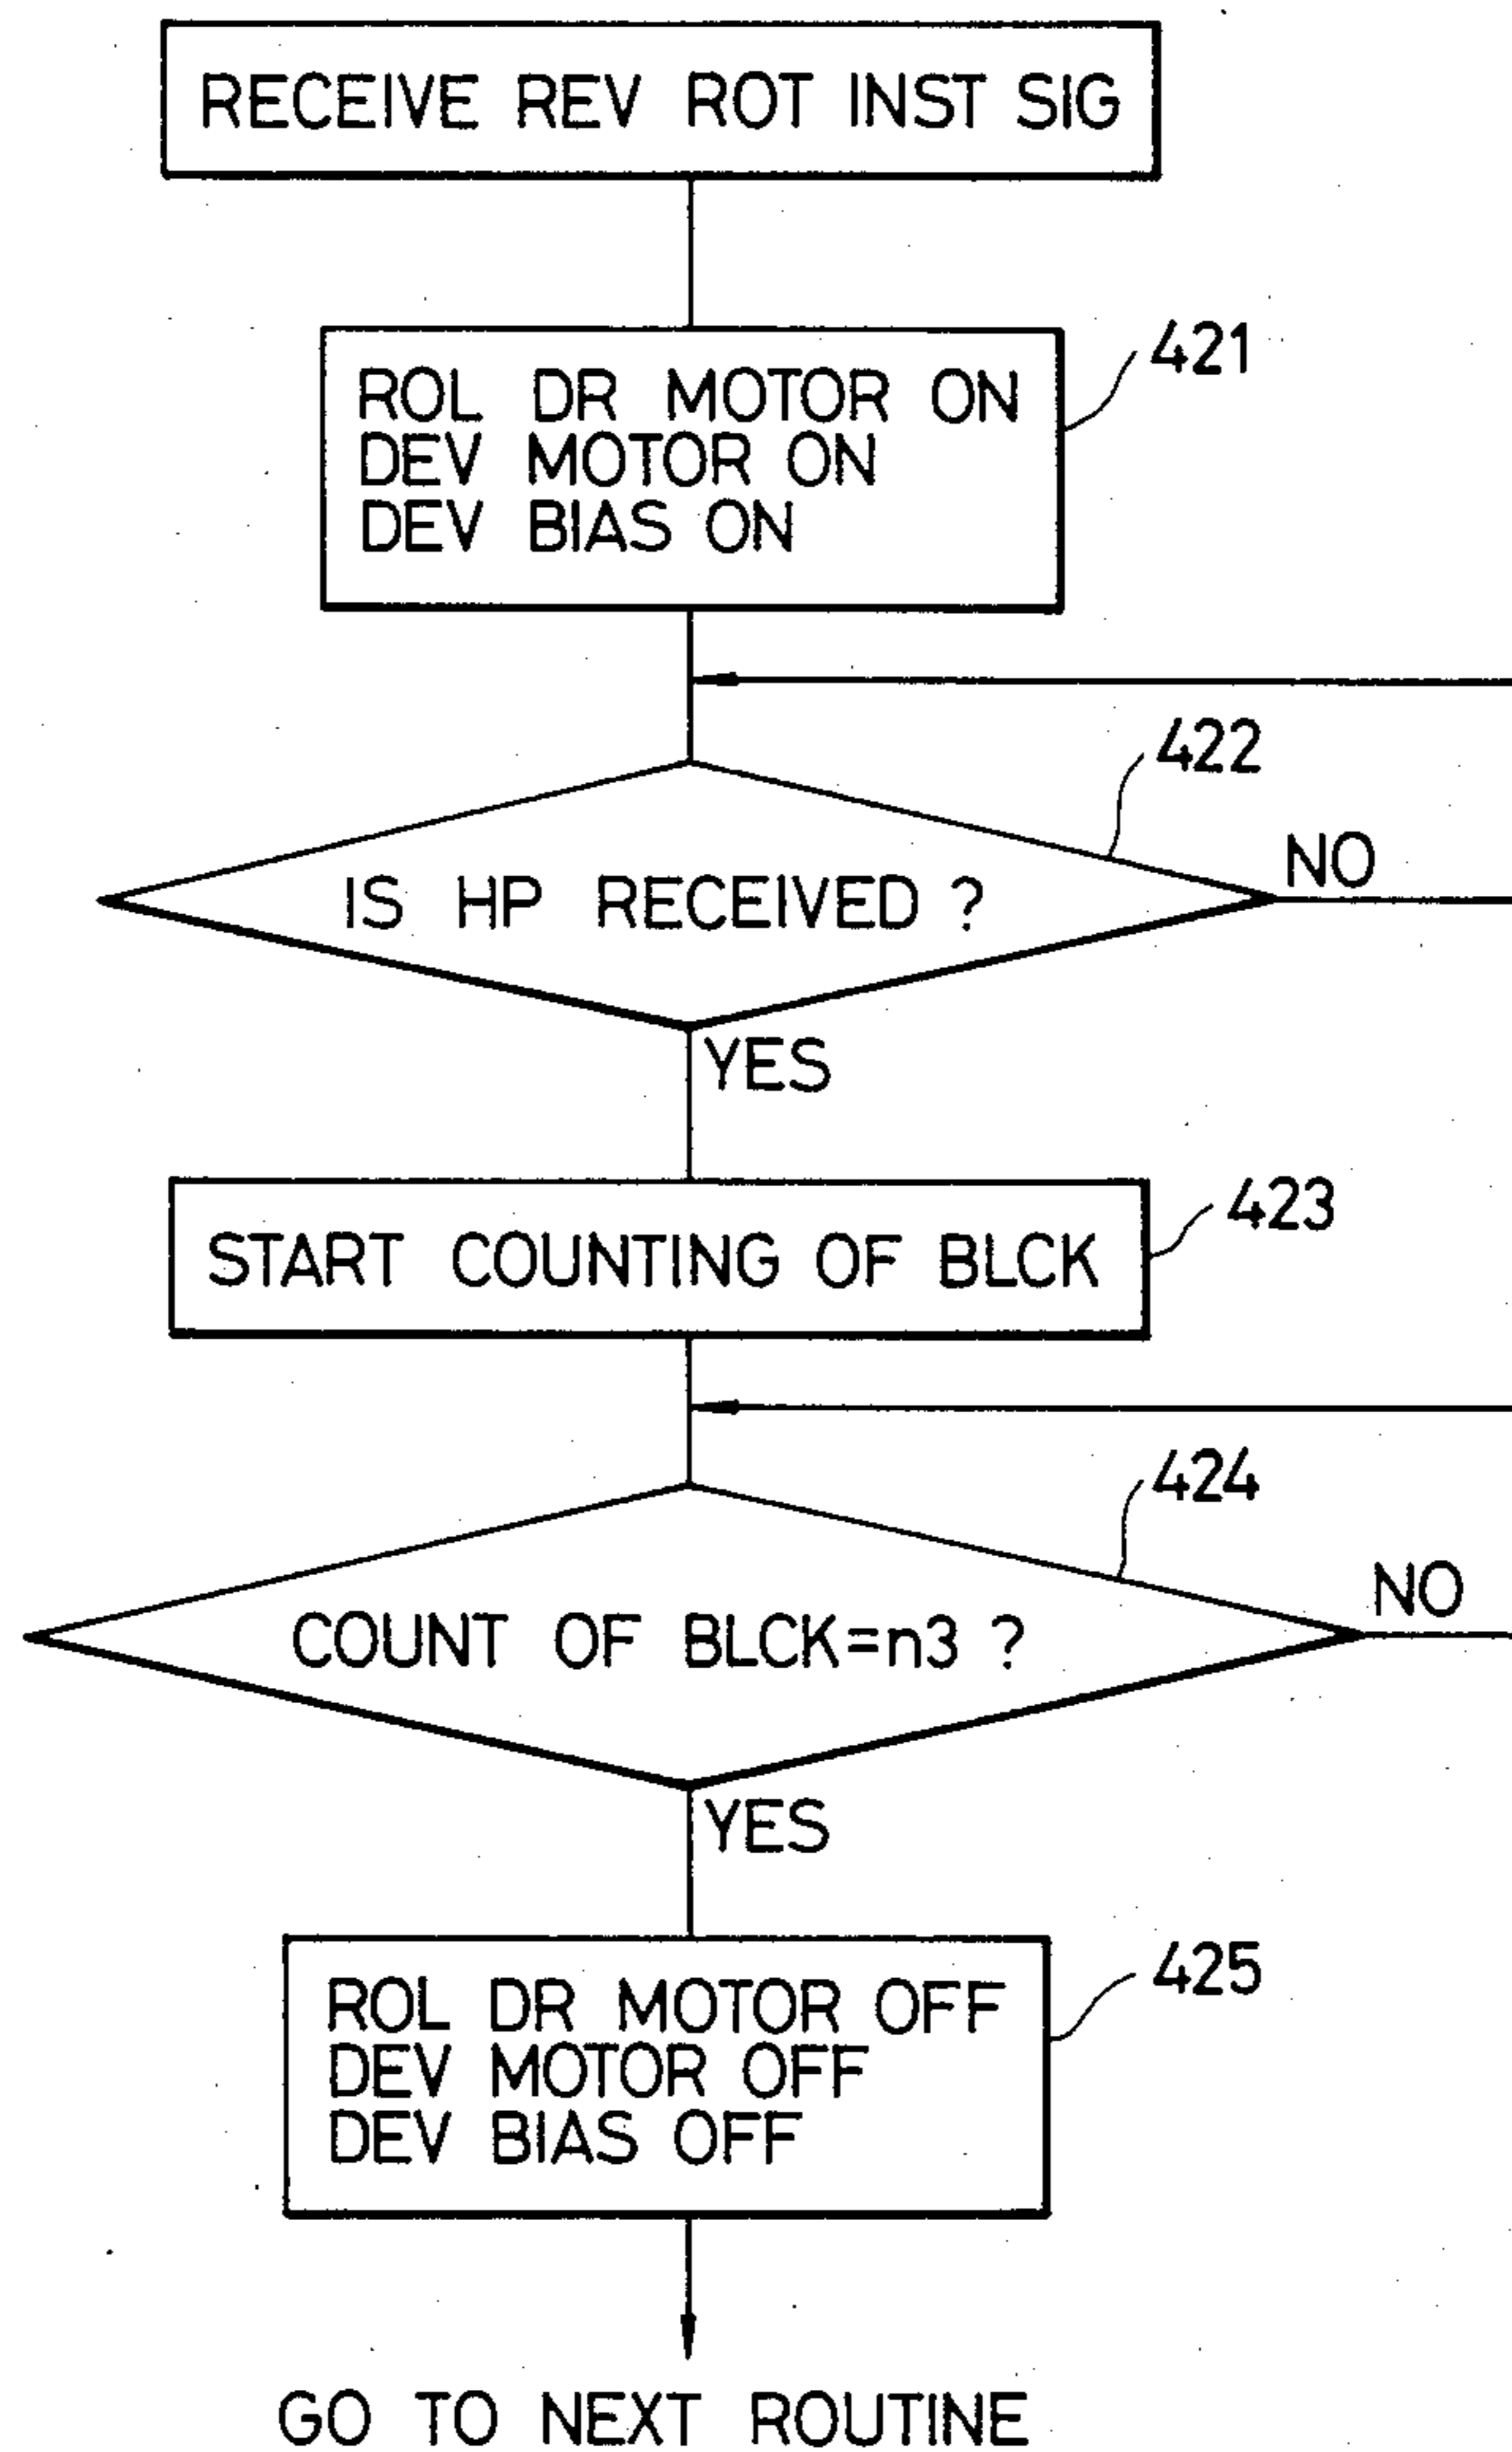 RECEIVE REV ROT INST SIG
421
ROL DR MOTOR ON
DEV MOTOR ON
DEV BIAS ON
422
NO
IS HP RECEIVED ?
YES
423
START COUNTING OF BLCK
424
NO
COUNT OF BLCK=n3 ?
YES
425
ROL DR MOTOR OFF
DEV MOTOR OFF
DEV BIAS OFF
GO TO NEXT ROUTINE